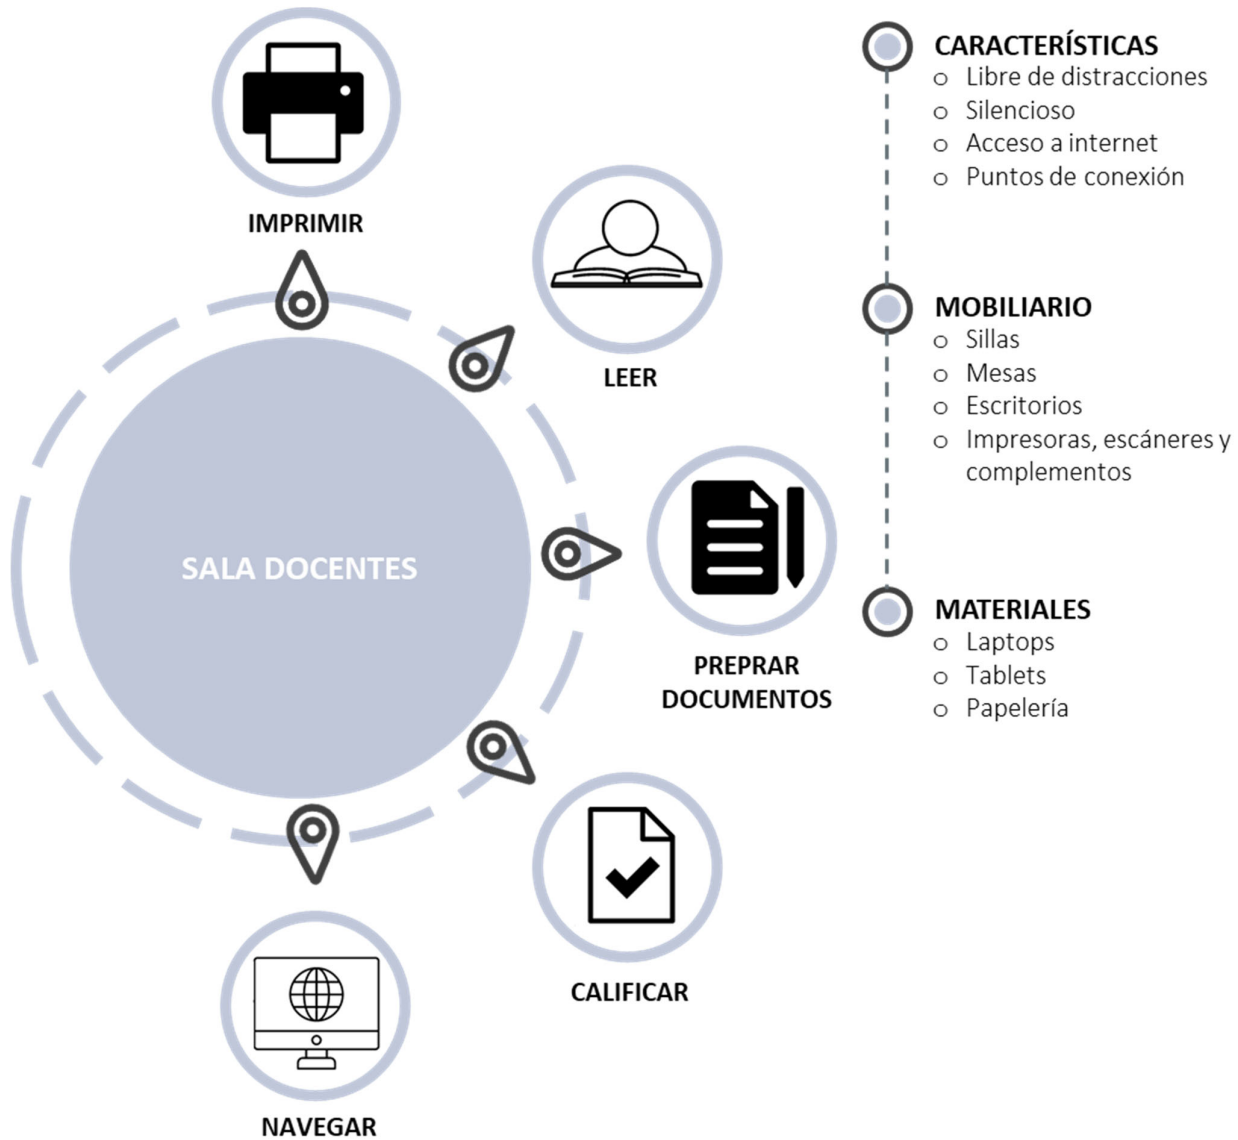 IMPRIMIR
LEER
SALA DOCENTES
PREPRAR
DOCUMENTOS
CALIFICAR
NAVEGAR
CARACTERÍSTICAS
o Libre de distracciones
o Silencioso
o Acceso a internet
o Puntos de conexión
MOBILIARIO
o Sillas
o Mesas
o Escritorios
o Impresoras, escáneres y
complementos
MATERIALES
o Laptops
o Tablets
o Papelería